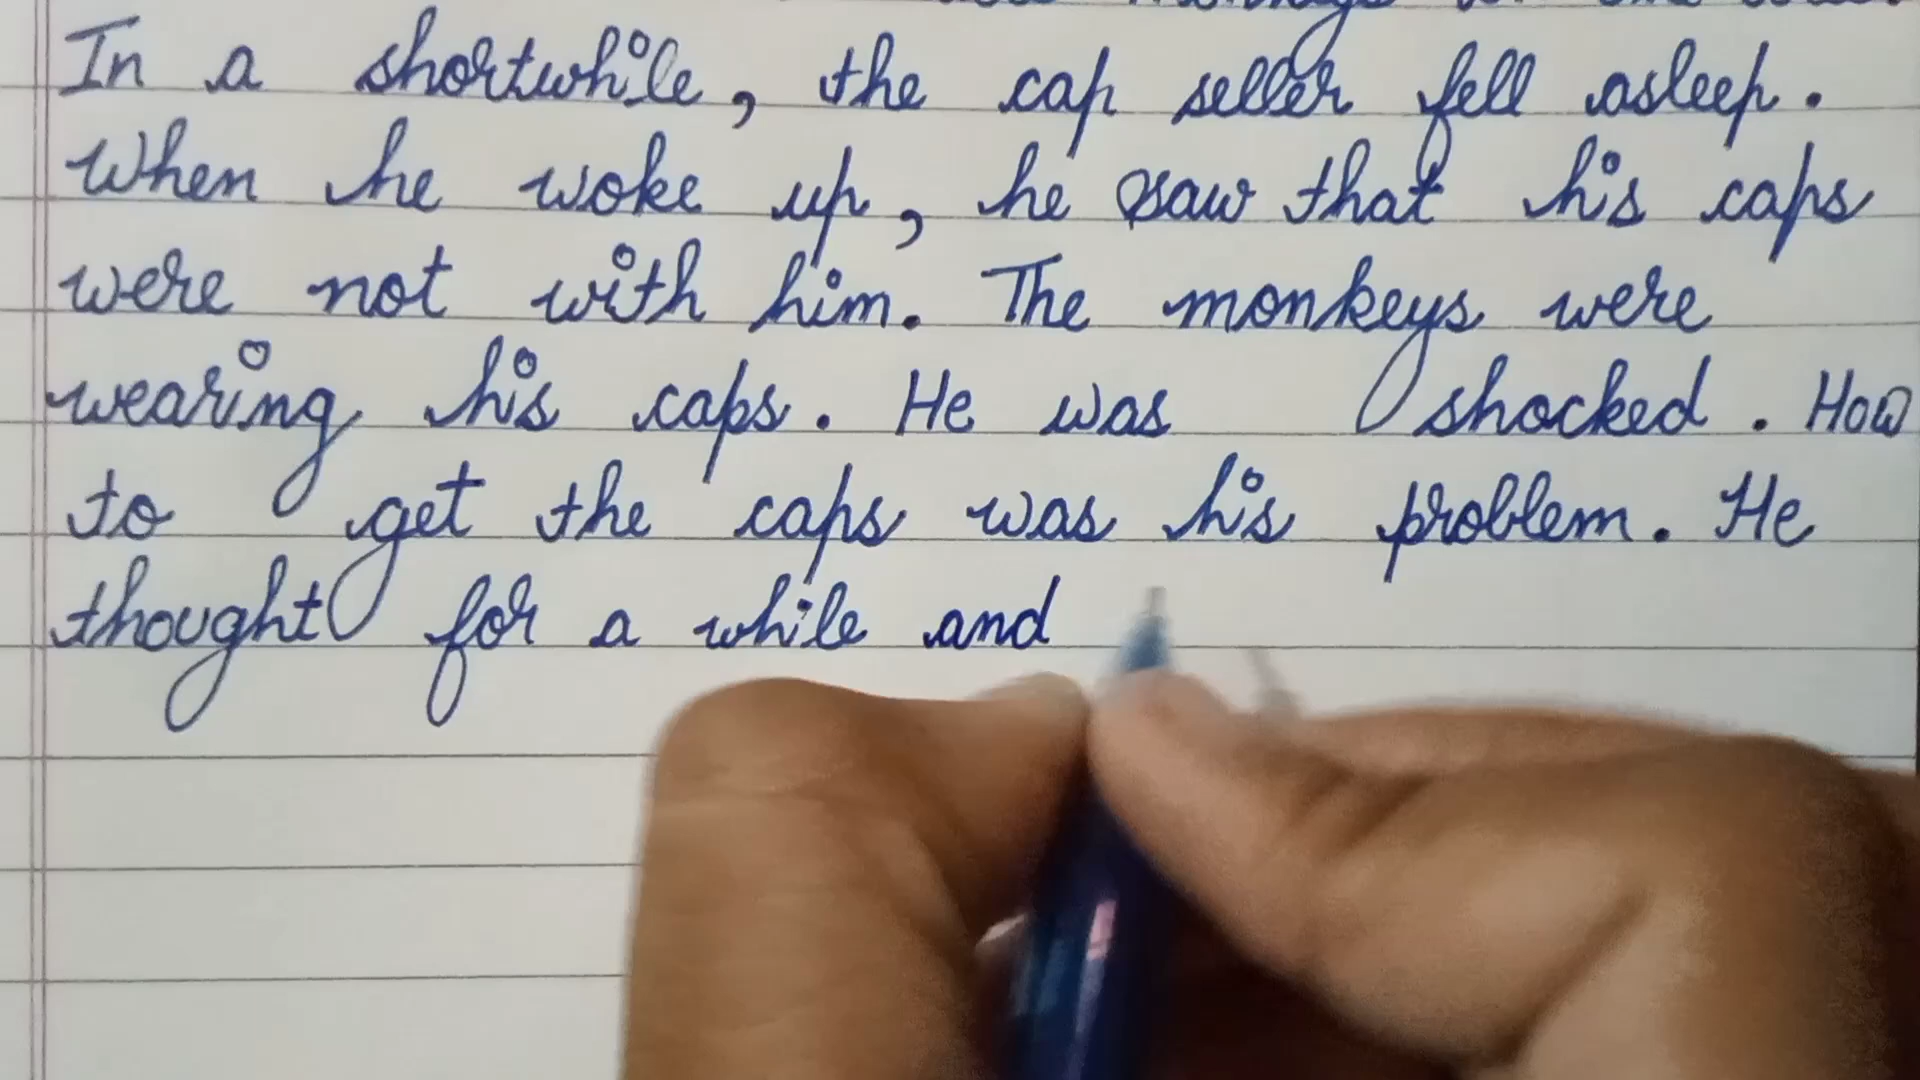 In a shortwhile, the cap seller fell asleep.
When he woke up, he saw that his caps
were not with him. The monkeys were
wearing his caps. He was shocked. How
to get the caps was his problem. He
thought for a while and